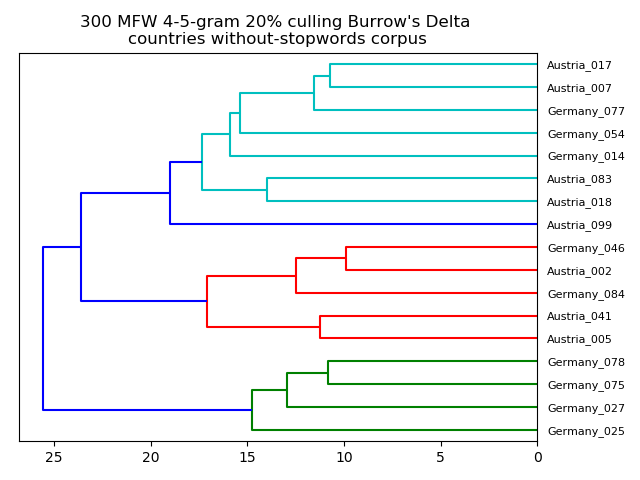 300 MFW 4-5-gram 20% culling Burrow's Delta
countries without-stopwords corpus
Austria_017
Austria_007
Germany_077
Germany_054
Germany_014
Austria_083
Austria_018
Austria_099
Germany_046
Austria_002
Germany_084
Austria_041
Austria_005
Germany_078
Germany_075
Germany_027
Germany_025
25 20 15 10 5 0